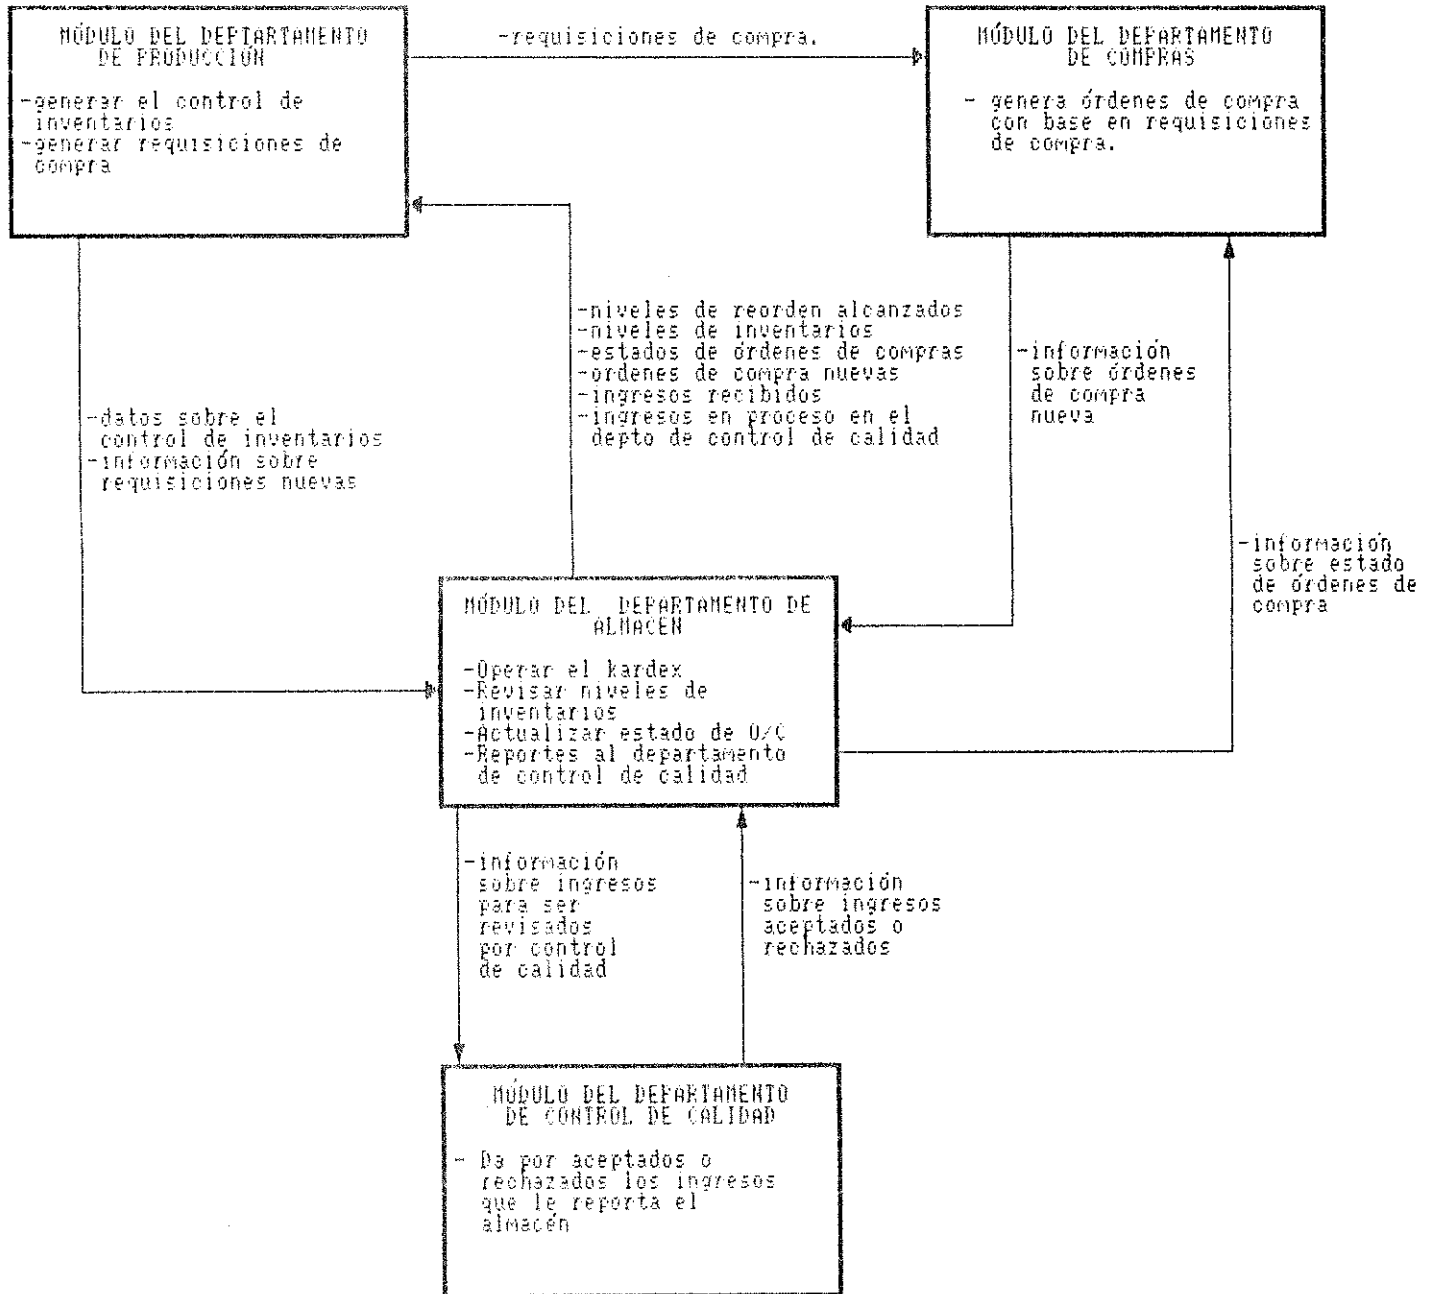 MÓDULO DEL DEPTARTAMENTO
DE PRODUCCIÓN
-generar el control de
inventarios
-generar requisiciones de
compra
-requisiciones de compra.
MÓDULO DEL DEPARTAMENTO
DE COMPRAS
- genera órdenes de compra
con base en requisiciones
de compra.
-niveles de reorden alcanzados
-niveles de inventarios
-estados de órdenes de compras
-ordenes de compra nuevas
-ingresos recibidos
-ingresos en proceso en el
depto de control de calidad
-información
sobre órdenes
de compra
nueva
-datos sobre el
control de inventarios
-información sobre
requisiciones nuevas
-información
sobre estado
de órdenes de
compra
MÓDULO DEL DEPARTAMENTO DE
ALMACEN
-Operar el kardex
-Revisar niveles de
inventarios
-Actualizar estado de O/C
-Reportes al departamento
de control de calidad
-información
sobre ingresos
para ser
revisados
por control
de calidad
-información
sobre ingresos
aceptados o
rechazados
MÓDULO DEL DEPARTAMENTO
DE CONTROL DE CALIDAD
- Da por aceptados o
rechazados los ingresos
que le reporta el
almacén